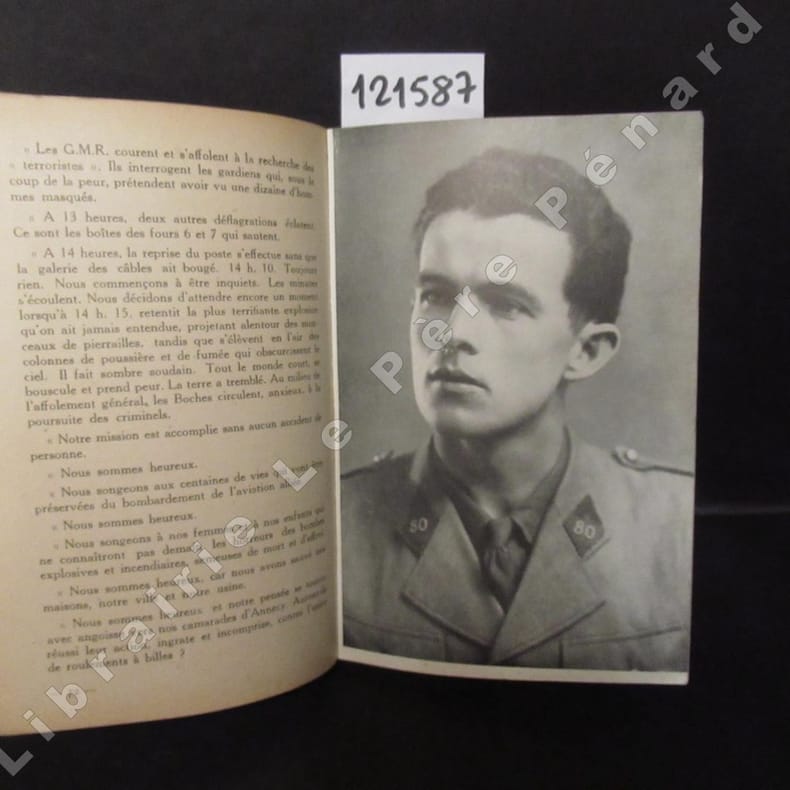 121587
« Les G.M.R. courent et s'affolent à la recherche des
« terroristes ». Ils interrogent les gardiens qui, sous le
coup de la peur, prétendent avoir vu une dizaine d'hom-
mes masqués.
« A 13 heures, deux autres déflagrations éclatent.
Ce sont les boîtes des fours 6 et 7 qui sautent.
« A 14 heures, la reprise du poste s'effectue sans que
la galerie des câbles ait bougé. 14 h. 10. Toujours
rien. Nous commençons à être inquiets. Les minutes
s'écoulent. Nous décidons d'attendre encore un moment
lorsqu'à 14 h. 15, retentit la plus terrifiante explosion
qu'on ait jamais entendue, projetant alentour des mor-
ceaux de pierrailles, tandis que s'élèvent en l'air des
colonnes de poussière et de fumée qui obscurcissent le
ciel. Il fait sombre soudain. Tout le monde court, se
bouscule et prend peur. La terre a tremblé. Au milieu de
l'affolement général, les Boches circulent, anxieux, à la
poursuite des criminels.
« Notre mission est accomplie sans aucun accident de
personne.
« Nous sommes heureux.
« Nous songeons aux centaines de vies qui vont être
préservées du bombardement de l'aviation alliée.
« Nous sommes heureux.
« Nous songeons à nos femmes, à nos enfants qui
ne connaîtront pas demain les horreurs des bombes
explosives et incendiaires, semeuses de mort et d'effroi.
« Nous sommes heureux, car nous avons sauvé nos
maisons, notre ville et notre usine.
« Nous sommes heureux et notre pensée se tourne
avec angoisse vers nos camarades d'Annecy. Auront-ils
réussi leur action, ingrate et incomprise, contre l'usine
de roulements à billes ?
80
80
Librairie Le Père Pénard